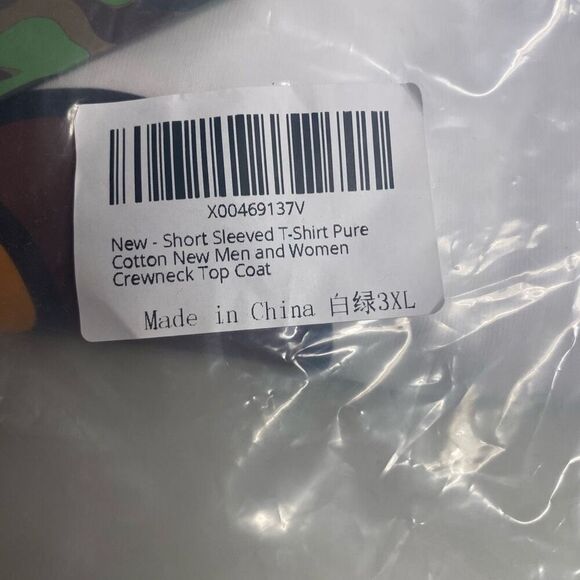 X00469137V
New - Short Sleeved T-Shirt Pure
Cotton New Men and Women
Crewneck Top Coat
Made in China 白绿3XL